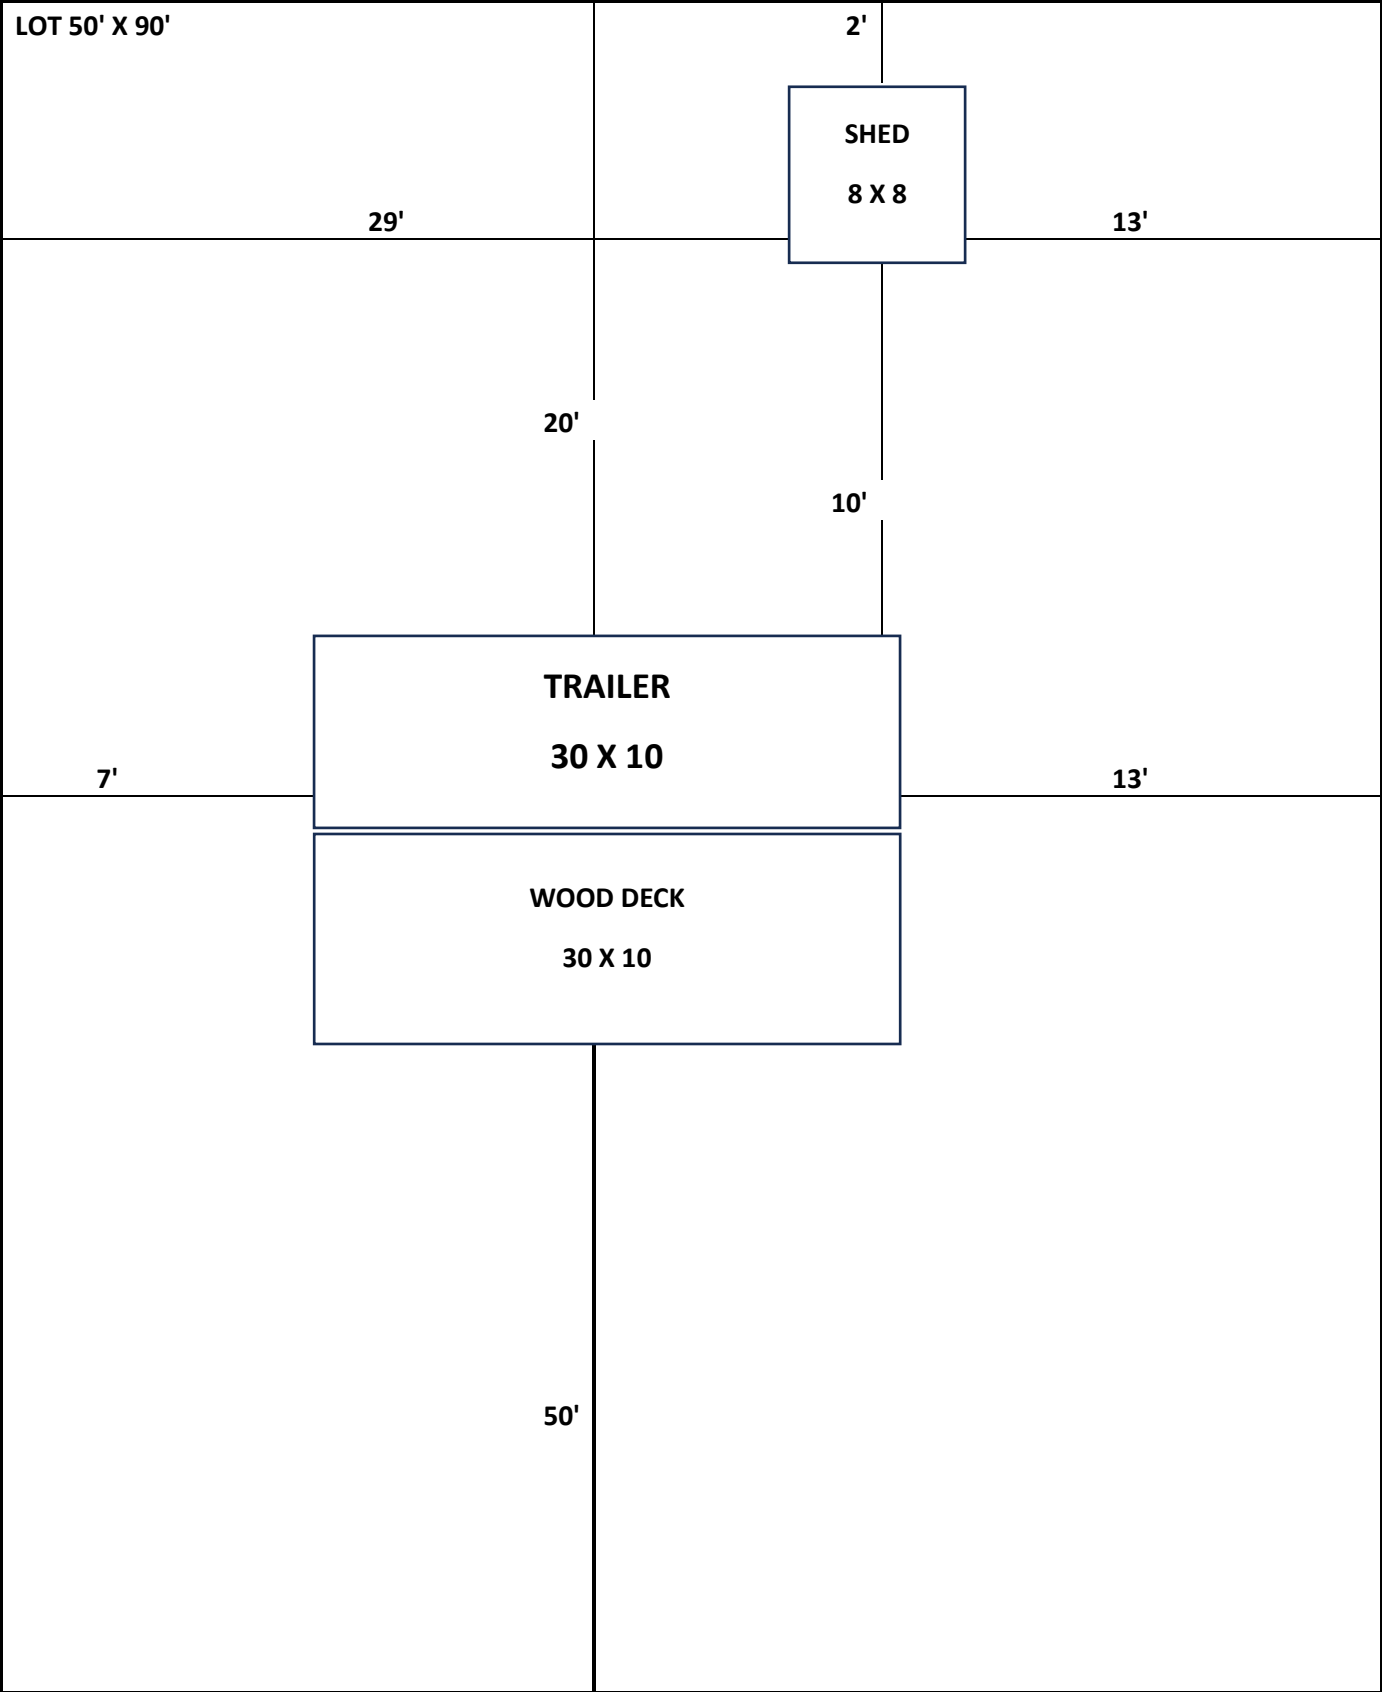 LOT 50' X 90'
2'
SHED
8 X 8
29'
13'
20'
10'
TRAILER
30 X 10
7'
13'
WOOD DECK
30 X 10
50'